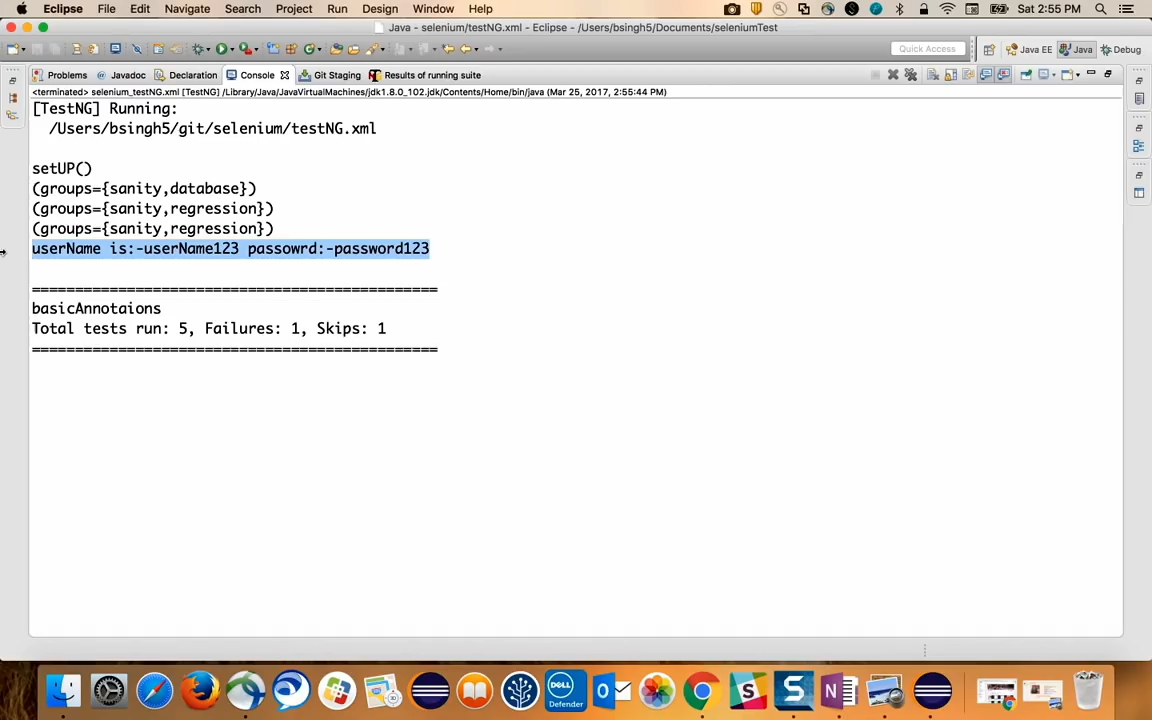 Eclipse File Edit Navigate Search Project Run Design Window Help Sat 2:55 PM
Java - selenium/testNG.xml - Eclipse - /Users/bsingh5/Documents/seleniumTest
Quick Access Java EE Java Debug
Problems Javadoc Declaration Console Git Staging Results of running suite
<terminated> selenium_testNG.xml [TestNG] /Library/Java/JavaVirtualMachines/jdk1.8.0_102.jdk/Contents/Home/bin/java (Mar 25, 2017, 2:55:44 PM)
[TestNG] Running:
/Users/bsingh5/git/selenium/testNG.xml
setUP()
(groups={sanity,database})
(groups={sanity,regression})
(groups={sanity,regression})
userName is:-userName123 passowrd:-password123
===============================================
basicAnnotaions
Total tests run: 5, Failures: 1, Skips: 1
===============================================
DELL
Defender